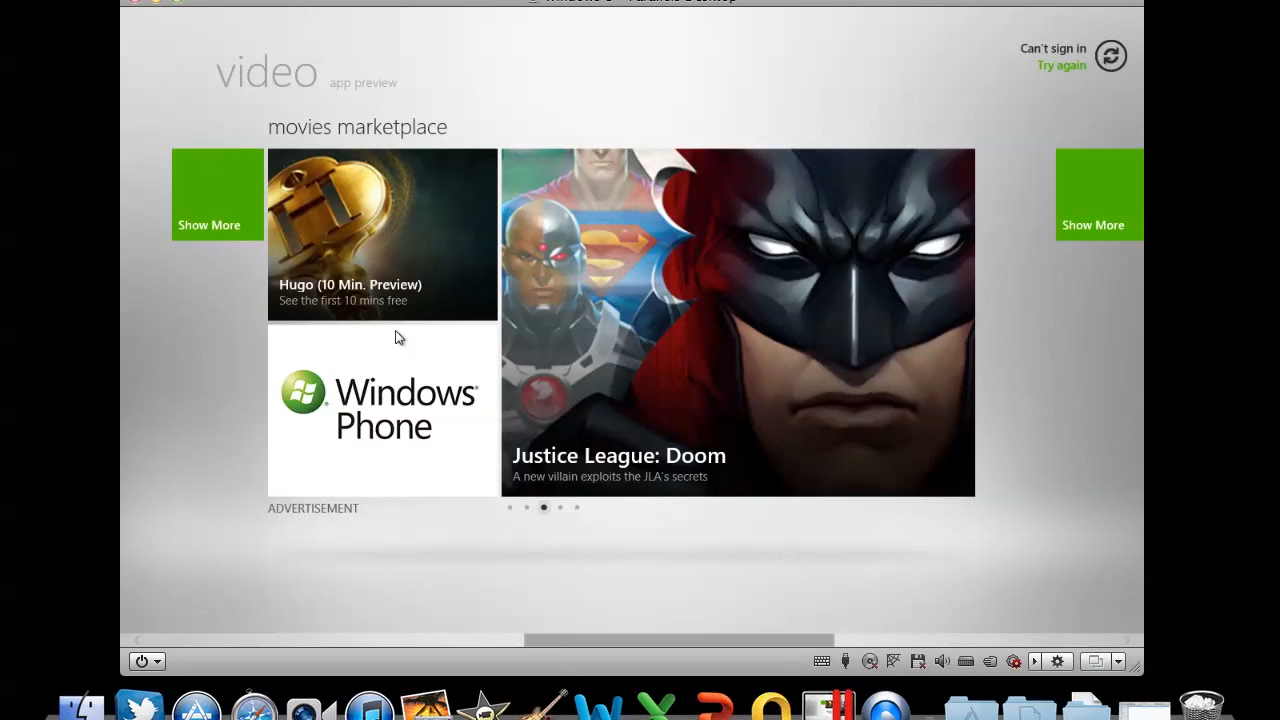 Can't sign in
Try again
video app preview
movies marketplace
Show More
Hugo (10 Min. Preview)
See the first 10 mins free
Windows
Phone
ADVERTISEMENT
Justice League: Doom
A new villain exploits the JLA's secrets
Show More